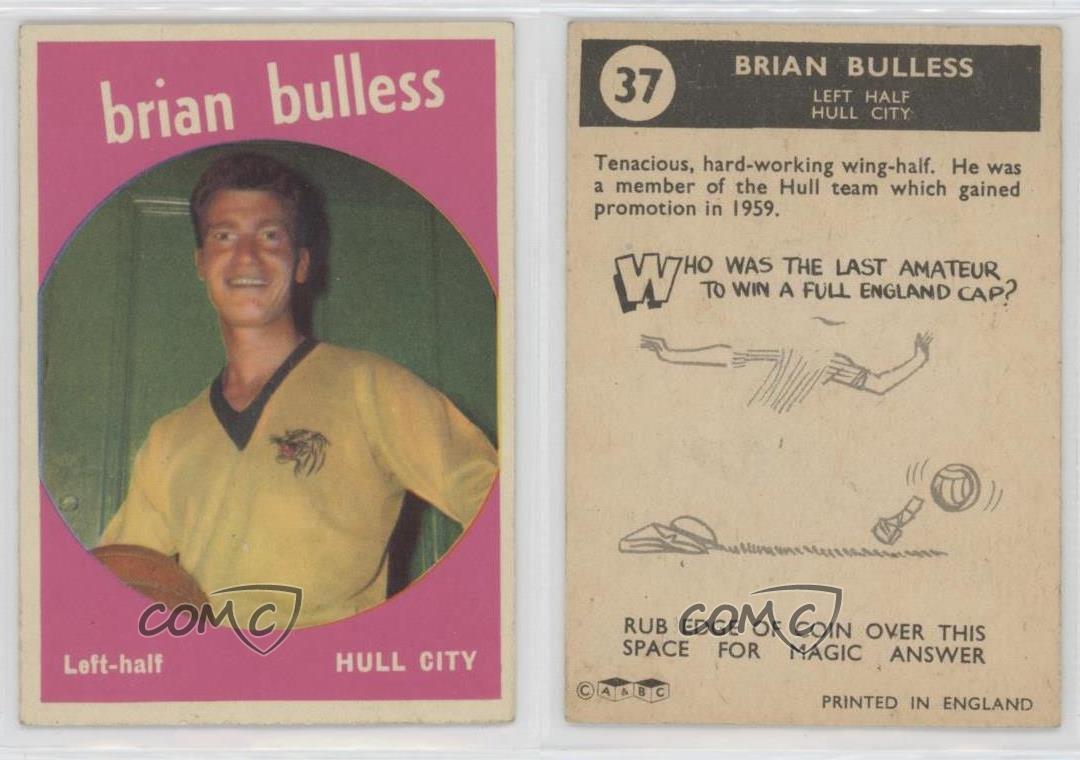 brian bulless
Left-half
HULL CITY
COMC
37
BRIAN BULLESS
LEFT HALF
HULL CITY
Tenacious, hard-working wing-half. He was
a member of the Hull team which gained
promotion in 1959.
WHO WAS THE LAST AMATEUR
TO WIN A FULL ENGLAND CAP?
COMC
RUB EDGE OF COIN OVER THIS
SPACE FOR MAGIC ANSWER
© A & BC
PRINTED IN ENGLAND